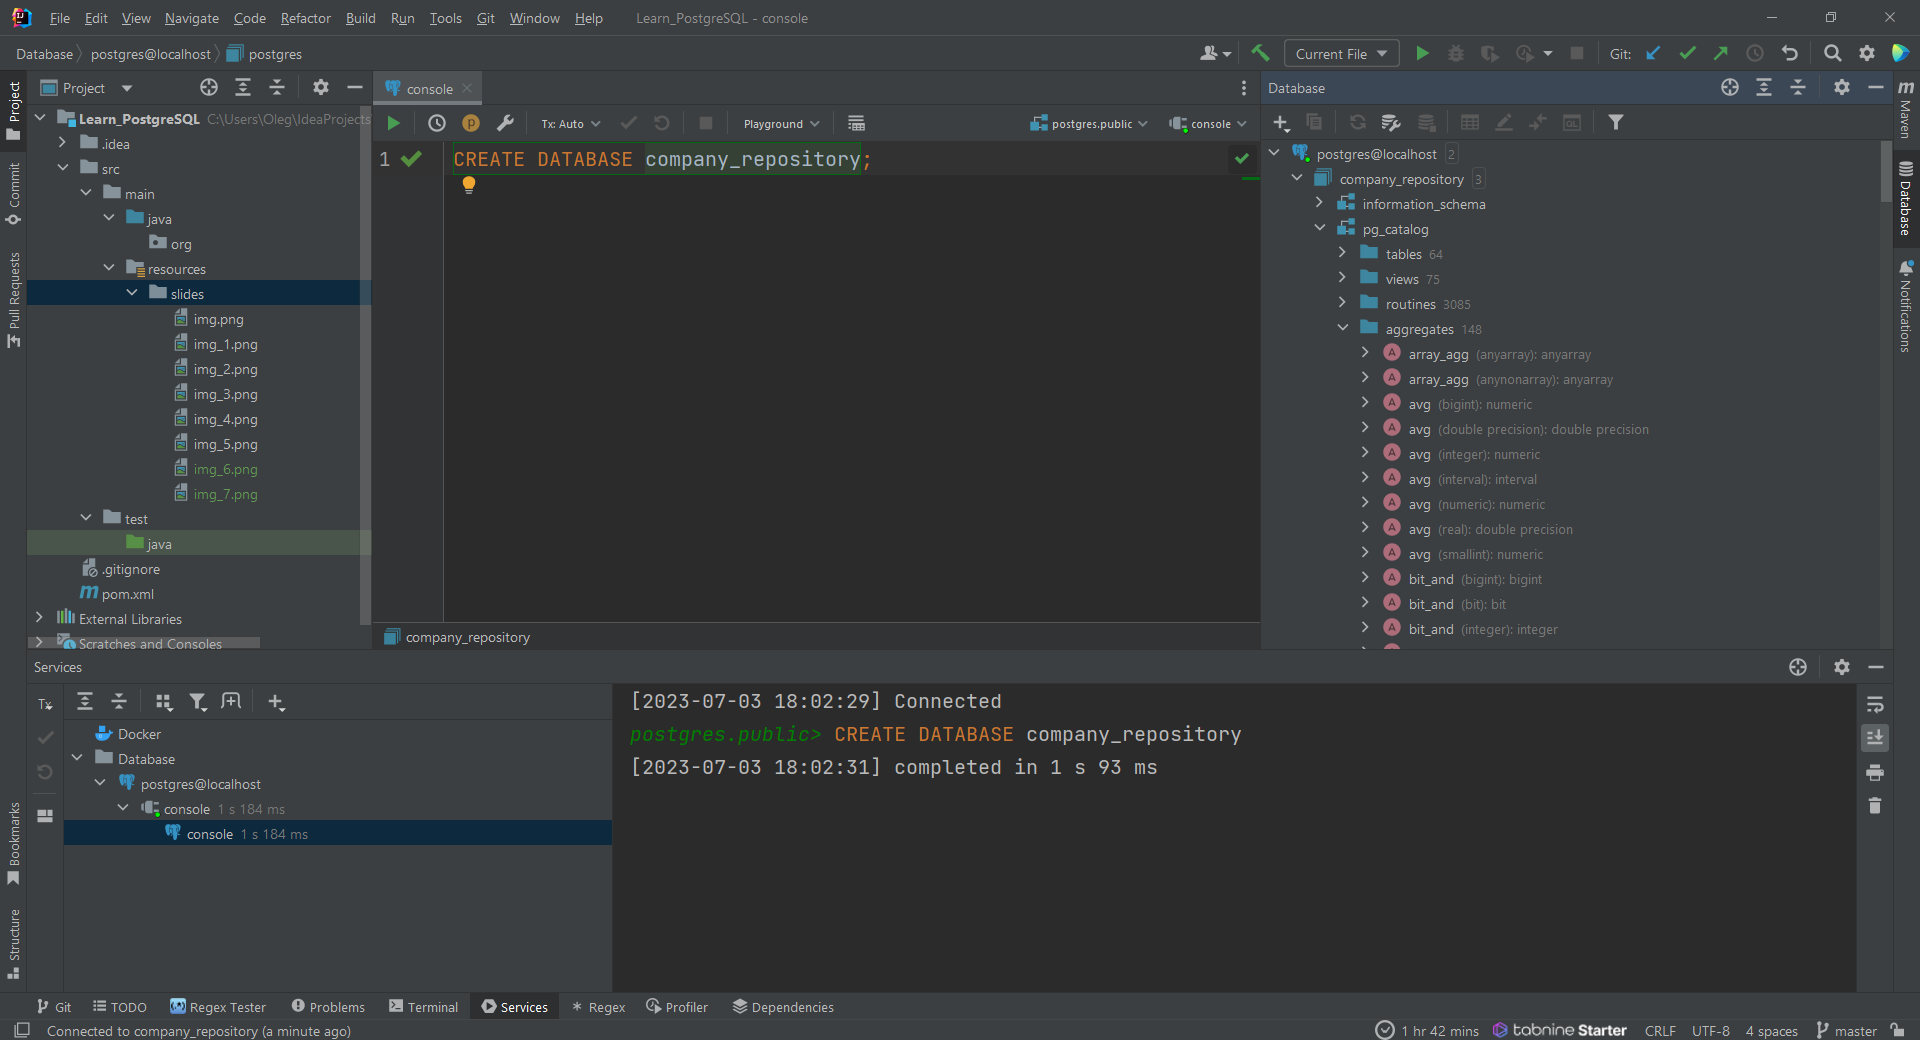 File Edit View Navigate Code Refactor Build Run Tools Git Window Help Learn_PostgreSQL - console
Database postgres@localhost postgres
Current File Git:
Project
Learn_PostgreSQL C:\Users\Oleg\IdeaProjects
.idea
src
main
java
org
resources
slides
img.png
img_1.png
img_2.png
img_3.png
img_4.png
img_5.png
img_6.png
img_7.png
test
java
.gitignore
pom.xml
External Libraries
Scratches and Consoles
Project
Commit
Pull Requests
Bookmarks
Structure
console
Tx: Auto Playground postgres.public console
1 CREATE DATABASE company_repository;
company_repository
Database
postgres@localhost 2
company_repository 3
information_schema
pg_catalog
tables 64
views 75
routines 3085
aggregates 148
array_agg (anyarray): anyarray
array_agg (anynonarray): anyarray
avg (bigint): numeric
avg (double precision): double precision
avg (integer): numeric
avg (interval): interval
avg (numeric): numeric
avg (real): double precision
avg (smallint): numeric
bit_and (bigint): bigint
bit_and (bit): bit
bit_and (integer): integer
Maven
Database
Notifications
Services
Tx
Docker
Database
postgres@localhost
console 1 s 184 ms
console 1 s 184 ms
[2023-07-03 18:02:29] Connected
postgres.public> CREATE DATABASE company_repository
[2023-07-03 18:02:31] completed in 1 s 93 ms
Git TODO Regex Tester Problems Terminal Services Regex Profiler Dependencies
Connected to company_repository (a minute ago) 1 hr 42 mins tabnine Starter CRLF UTF-8 4 spaces master